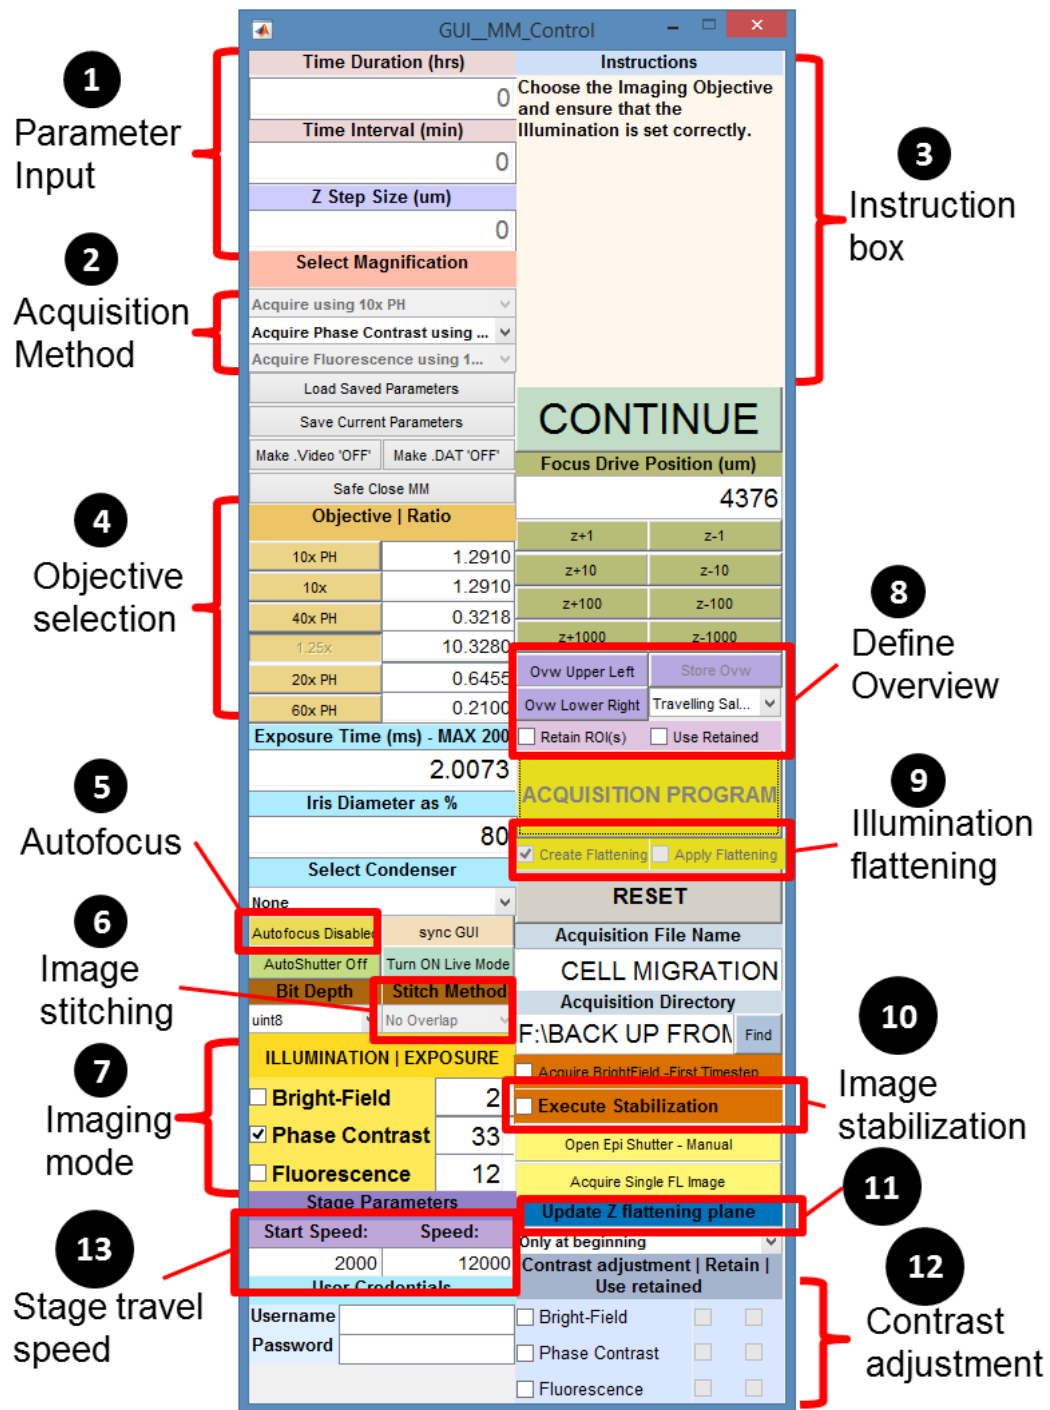 GUI__MM_Control
1
Parameter
Input
2
Acquisition
Method
4
Objective
selection
5
Autofocus
6
Image
stitching
7
Imaging
mode
13
Stage travel
speed
Time Duration (hrs)
0
Time Interval (min)
0
Z Step Size (um)
0
Select Magnification
Acquire using 10x PH
Acquire Phase Contrast using ...
Acquire Fluorescence using 1...
Load Saved Parameters
Save Current Parameters
Make .Video 'OFF' Make .DAT 'OFF'
Safe Close MM
Objective | Ratio
10x PH 1.2910
10x 1.2910
40x PH 0.3218
1.25x 10.3280
20x PH 0.6455
60x PH 0.2100
Exposure Time (ms) - MAX 200
2.0073
Iris Diameter as %
80
Select Condenser
None
Autofocus Disabled sync GUI
AutoShutter Off Turn ON Live Mode
Bit Depth Stitch Method
uint8 No Overlap
ILLUMINATION | EXPOSURE
Bright-Field 2
Phase Contrast 33
Fluorescence 12
Stage Parameters
Start Speed: Speed:
2000 12000
User Credentials
Username
Password
Instructions
Choose the Imaging Objective
and ensure that the
Illumination is set correctly.
CONTINUE
Focus Drive Position (um)
4376
z+1 z-1
z+10 z-10
z+100 z-100
z+1000 z-1000
Ovw Upper Left Store Ovw
Ovw Lower Right Travelling Sal...
Retain ROI(s) Use Retained
ACQUISITION PROGRAM
Create Flattening Apply Flattening
RESET
Acquisition File Name
CELL MIGRATION
Acquisition Directory
F:\BACK UP FROM Find
Acquire BrightField -First Timestep
Execute Stabilization
Open Epi Shutter - Manual
Acquire Single FL Image
Update Z flattening plane
Only at beginning
Contrast adjustment | Retain |
Use retained
Bright-Field
Phase Contrast
Fluorescence
3
Instruction
box
8
Define
Overview
9
Illumination
flattening
10
Image
stabilization
11
12
Contrast
adjustment